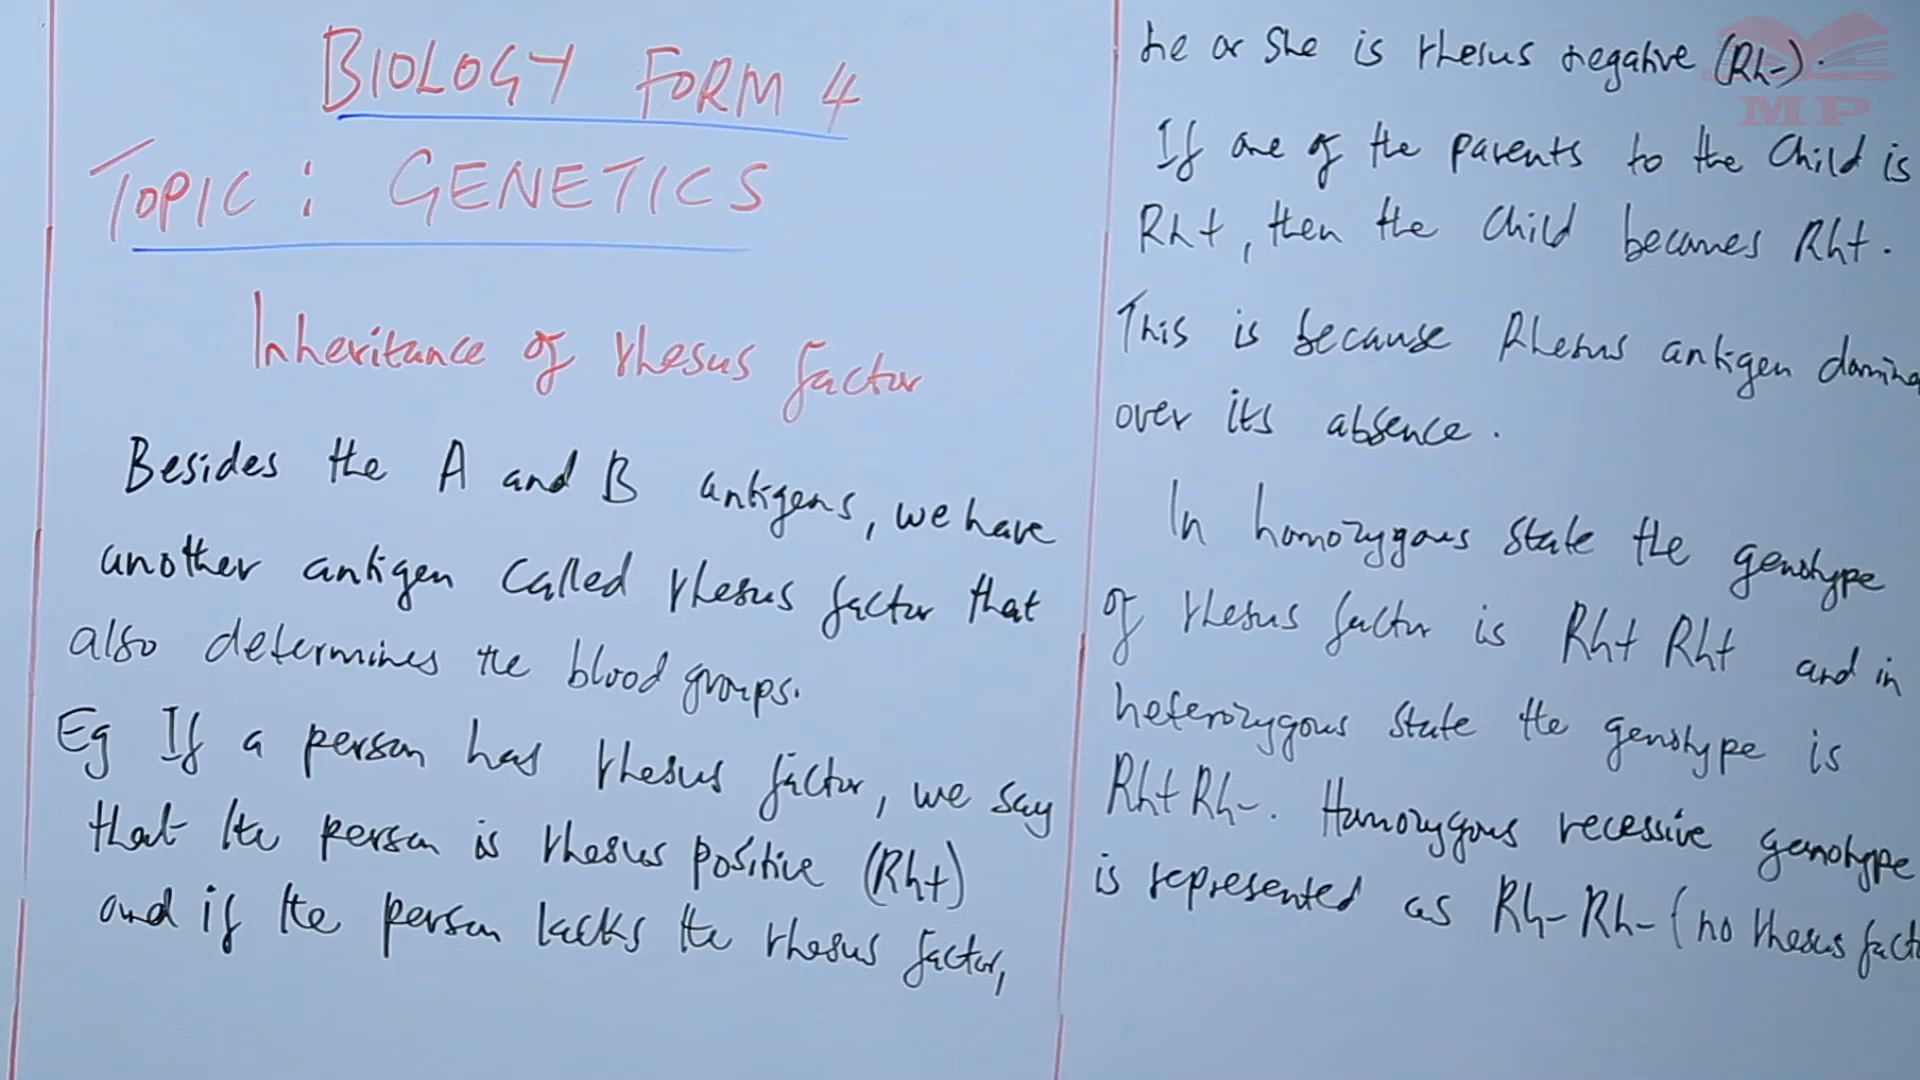 BIOLOGY FORM 4
TOPIC: GENETICS
Inheritance of rhesus factor
Besides the A and B antigens, we have
another antigen called rhesus factor that
also determines the blood groups.
Eg If a person has rhesus factor, we say
that the person is rhesus positive (Rh+)
and if the person lacks the rhesus factor,
he or she is rhesus negative (Rh-).
If one of the parents to the child is
Rh+, then the child becomes Rh+.
This is because Rhesus antigen domina
over its absence.
In homozygous state the genotype
of rhesus factor is Rh+ Rh+ and in
heterozygous state the genotype is
Rh+ Rh-. Homozygous recessive genotype
is represented as Rh- Rh- (no rhesus facto
MP